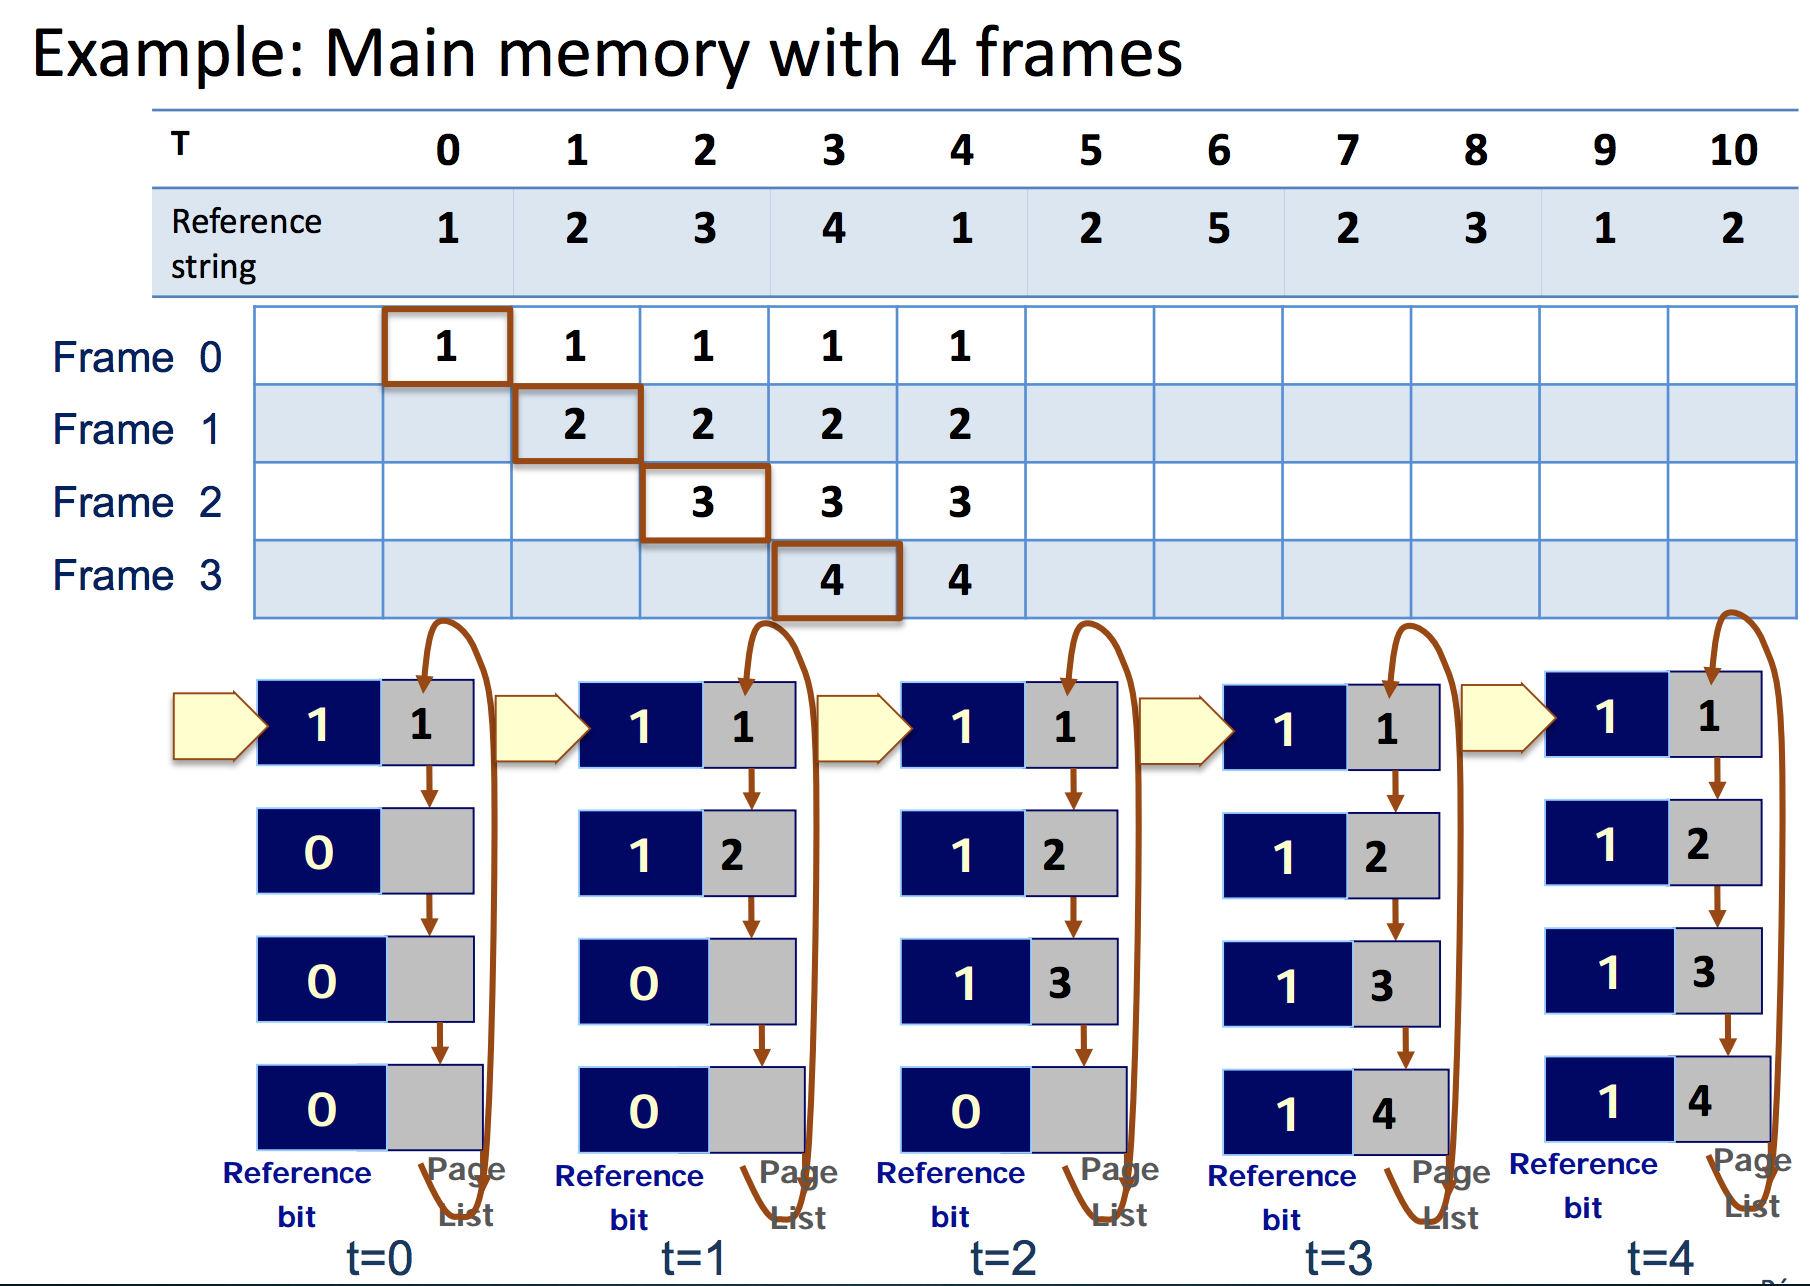 Example: Main memory with 4 frames
T 0 1 2 3 4 5 6 7 8 9 10
Reference string 1 2 3 4 1 2 5 2 3 1 2
Frame 0 1 1 1 1 1
Frame 1 2 2 2 2
Frame 2 3 3 3
Frame 3 4 4
1 1 1 1 1 1 1 1 1 1
0 1 2 1 2 1 2 1 2
0 0 1 3 1 3 1 3
0 0 0 1 4 1 4
Reference bit Page List Reference bit Page List Reference bit Page List Reference bit Page List Reference bit Page List
t=0 t=1 t=2 t=3 t=4